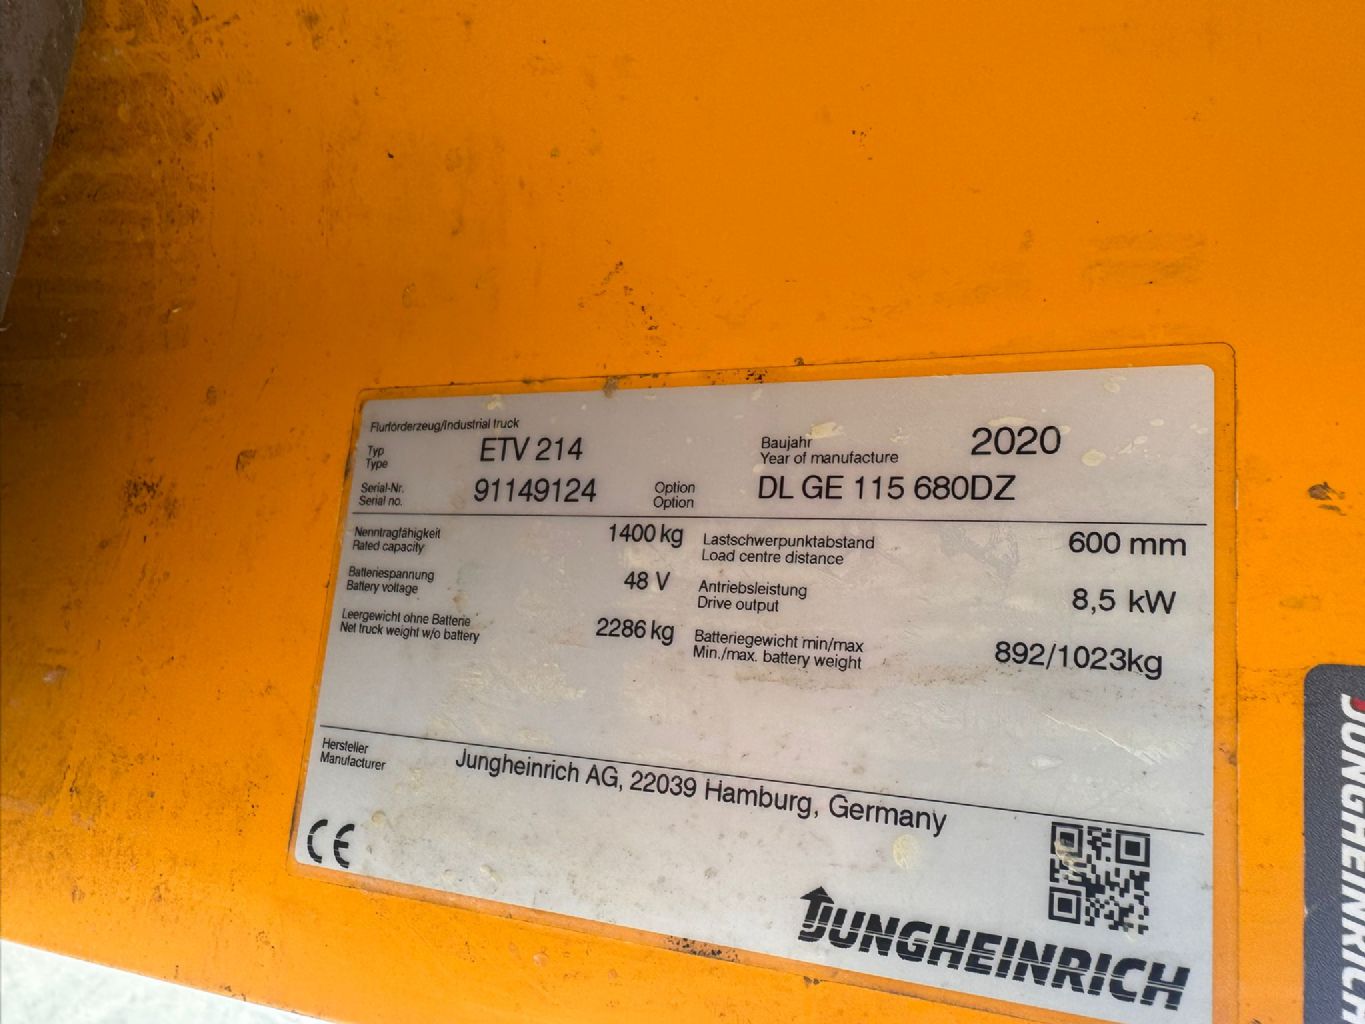 Flurförderzeug/Industrial truck
Typ
Type
ETV 214
Baujahr
Year of manufacture
2020
Serial-Nr.
Serial no.
91149124
Option
Option
DL GE 115 680DZ
Nenntragfähigkeit
Rated capacity
1400 kg
Lastschwerpunktabstand
Load centre distance
600 mm
Batteriespannung
Battery voltage
48 V
Antriebsleistung
Drive output
8,5 kW
Leergewicht ohne Batterie
Net truck weight w/o battery
2286 kg
Batteriegewicht min/max
Min./max. battery weight
892/1023kg
Hersteller
Manufacturer
Jungheinrich AG, 22039 Hamburg, Germany
CE
JUNGHEINRICH
JUNGHEINRICH